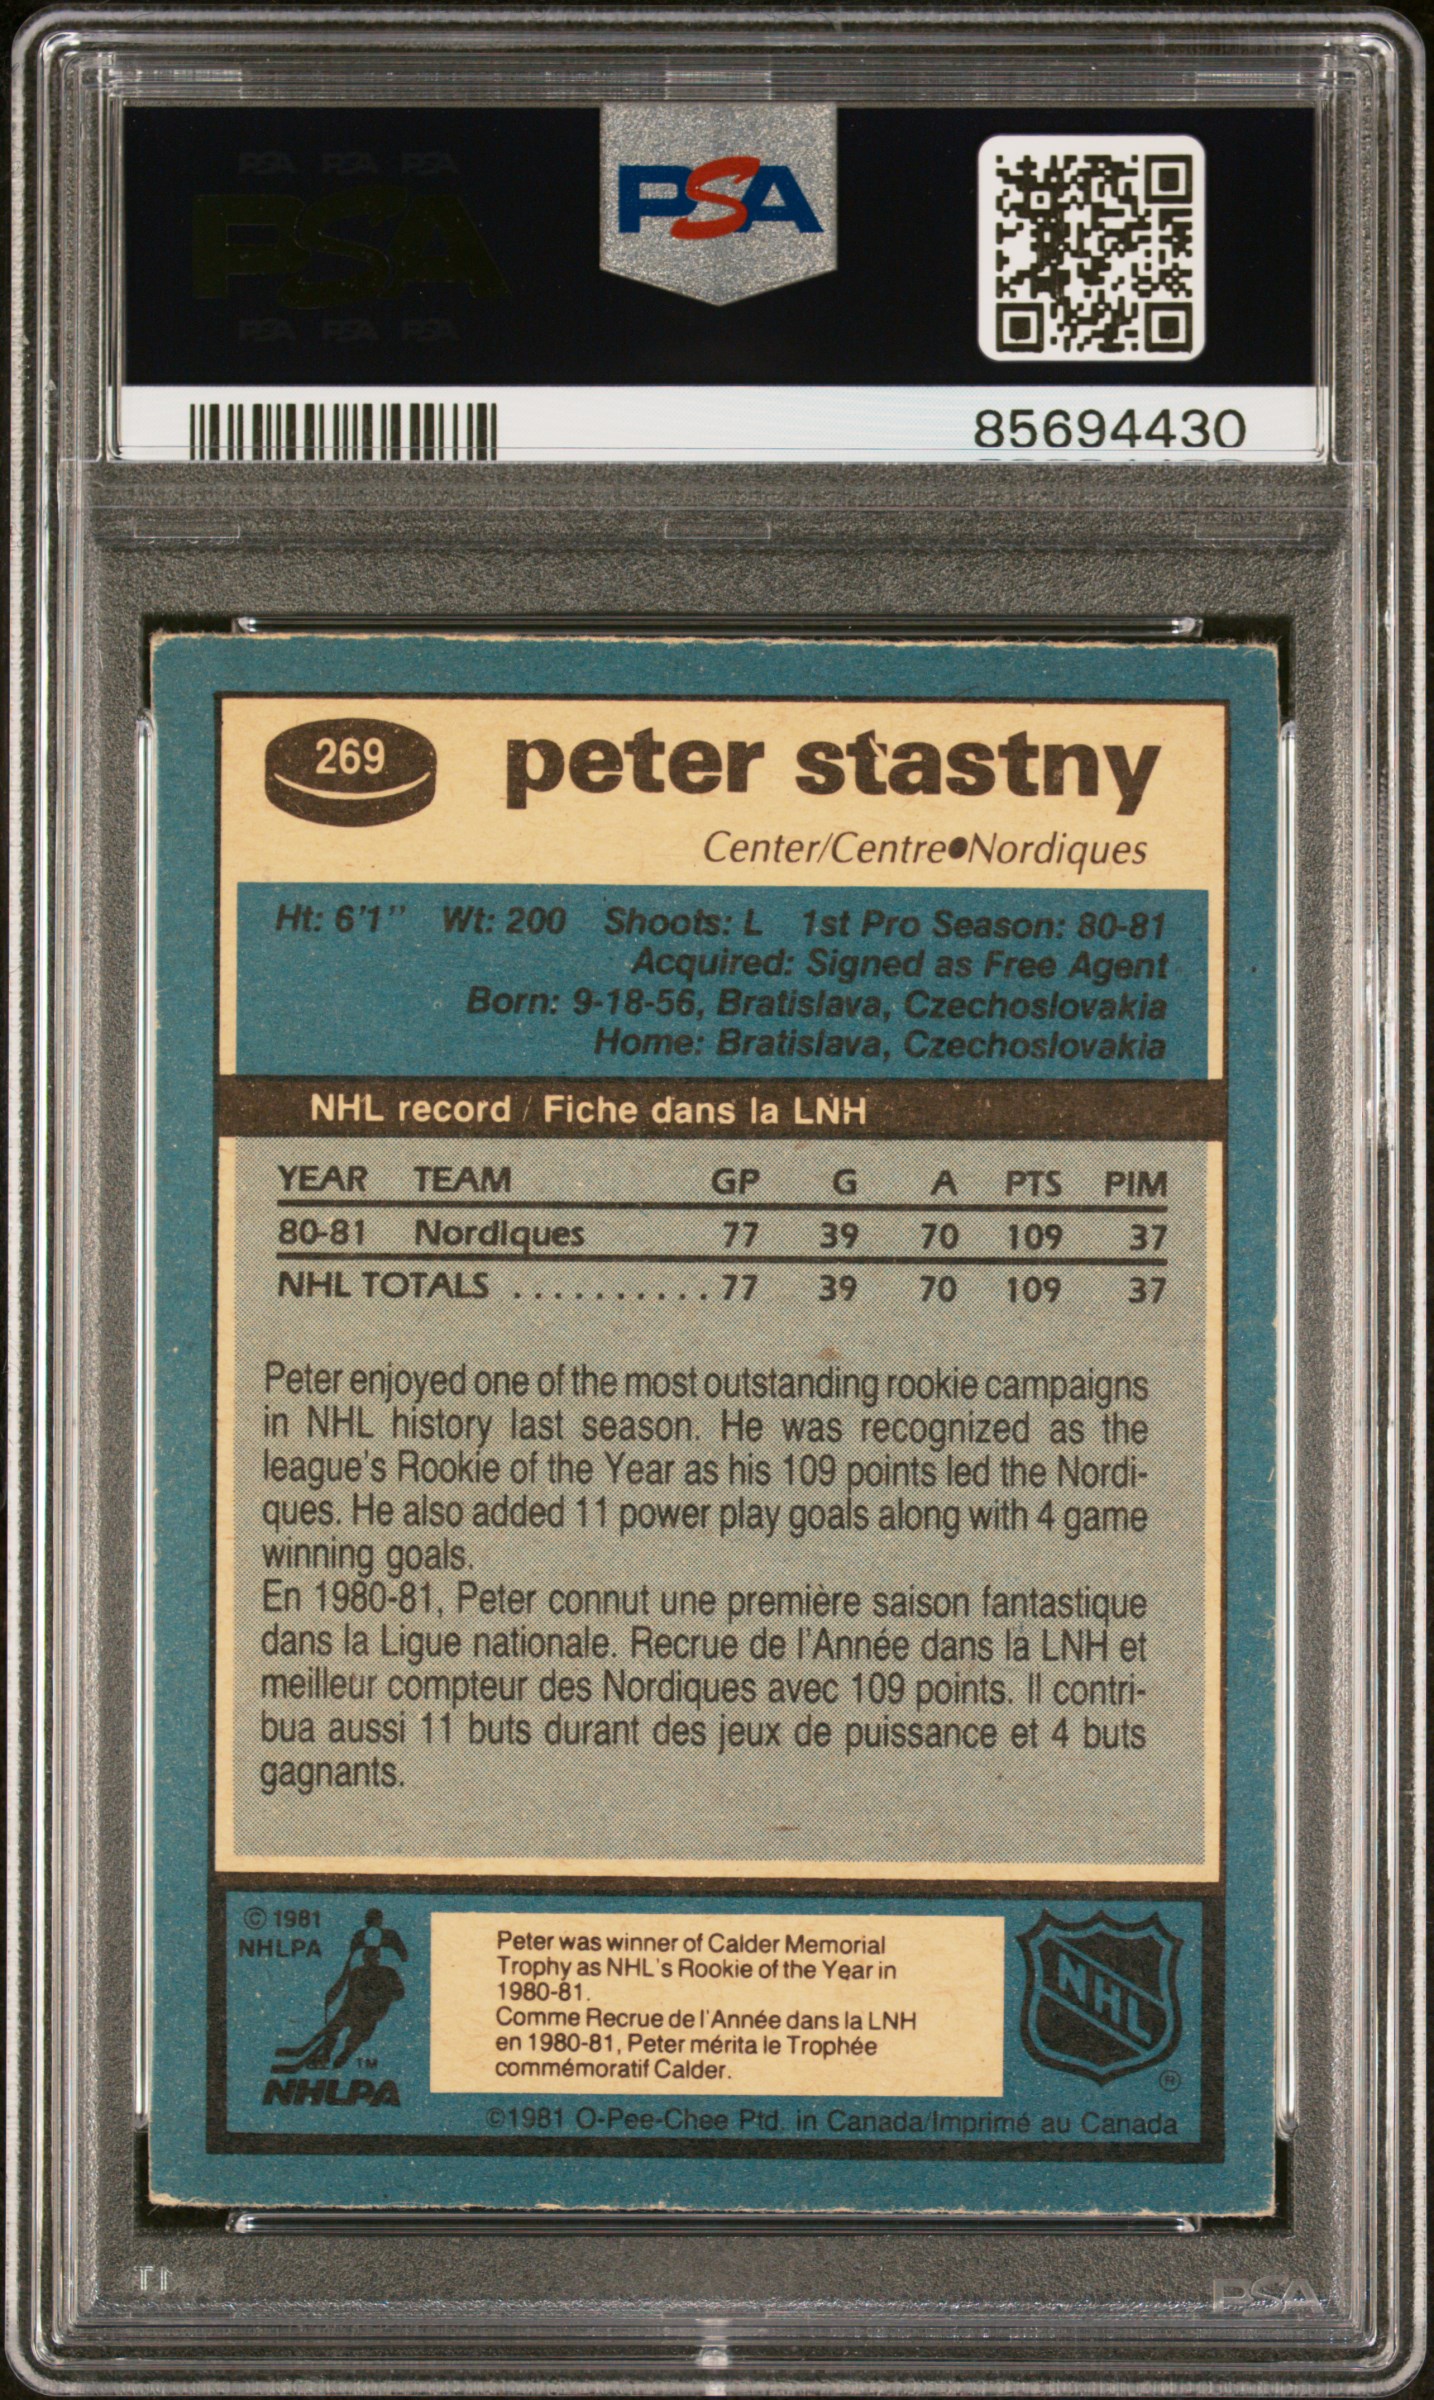 PSA PSA PSA
PSA
PSA PSA PSA
PSA
85694430
269
peter stastny
Center/Centre●Nordiques
Ht: 6'1" Wt: 200 Shoots: L 1st Pro Season: 80-81
Acquired: Signed as Free Agent
Born: 9-18-56, Bratislava, Czechoslovakia
Home: Bratislava, Czechoslovakia
NHL record / Fiche dans la LNH
YEAR TEAM GP G A PTS PIM
80-81 Nordiques 77 39 70 109 37
NHL TOTALS .......... 77 39 70 109 37
Peter enjoyed one of the most outstanding rookie campaigns
in NHL history last season. He was recognized as the
league's Rookie of the Year as his 109 points led the Nordi-
ques. He also added 11 power play goals along with 4 game
winning goals.
En 1980-81, Peter connut une première saison fantastique
dans la Ligue nationale. Recrue de l'Année dans la LNH et
meilleur compteur des Nordiques avec 109 points. Il contri-
bua aussi 11 buts durant des jeux de puissance et 4 buts
gagnants.
© 1981
NHLPA
TM
NHLPA
Peter was winner of Calder Memorial
Trophy as NHL's Rookie of the Year in
1980-81.
Comme Recrue de l'Année dans la LNH
en 1980-81, Peter mérita le Trophée
commémoratif Calder.
NHL
®
©1981 O-Pee-Chee Ptd. in Canada/Imprimé au Canada
PSA